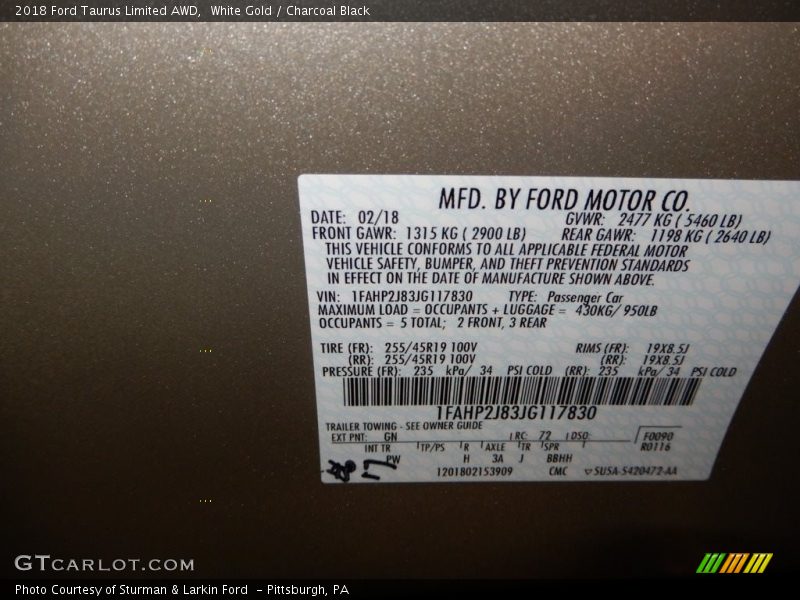 2018 Ford Taurus Limited AWD,  White Gold / Charcoal Black
MFD. BY FORD MOTOR CO.
DATE: 02/18 GVWR: 2477 KG ( 5460 LB)
FRONT GAWR: 1315 KG ( 2900 LB) REAR GAWR: 1198 KG ( 2640 LB)
THIS VEHICLE CONFORMS TO ALL APPLICABLE FEDERAL MOTOR
VEHICLE SAFETY, BUMPER, AND THEFT PREVENTION STANDARDS
IN EFFECT ON THE DATE OF MANUFACTURE SHOWN ABOVE.
VIN: 1FAHP2J83JG117830 TYPE: Passenger Car
MAXIMUM LOAD = OCCUPANTS + LUGGAGE = 430KG/ 950LB
OCCUPANTS = 5 TOTAL; 2 FRONT, 3 REAR
TIRE (FR): 255/45R19 100V RIMS (FR): 19X8.5J
(RR): 255/45R19 100V (RR): 19X8.5J
PRESSURE (FR): 235 kPa/ 34 PSI COLD (RR): 235 kPa/ 34 PSI COLD
1FAHP2J83JG117830
TRAILER TOWING - SEE OWNER GUIDE
EXT PNT: GN RC: 72 DSO: F0090
INT TR TP/PS R AXLE TR SPR R0116
PW H 3A J BBHH
1201802153909 CMC SU5A-5420472-AA
GTCARLOT.COM
Photo Courtesy of Sturman & Larkin Ford  - Pittsburgh, PA